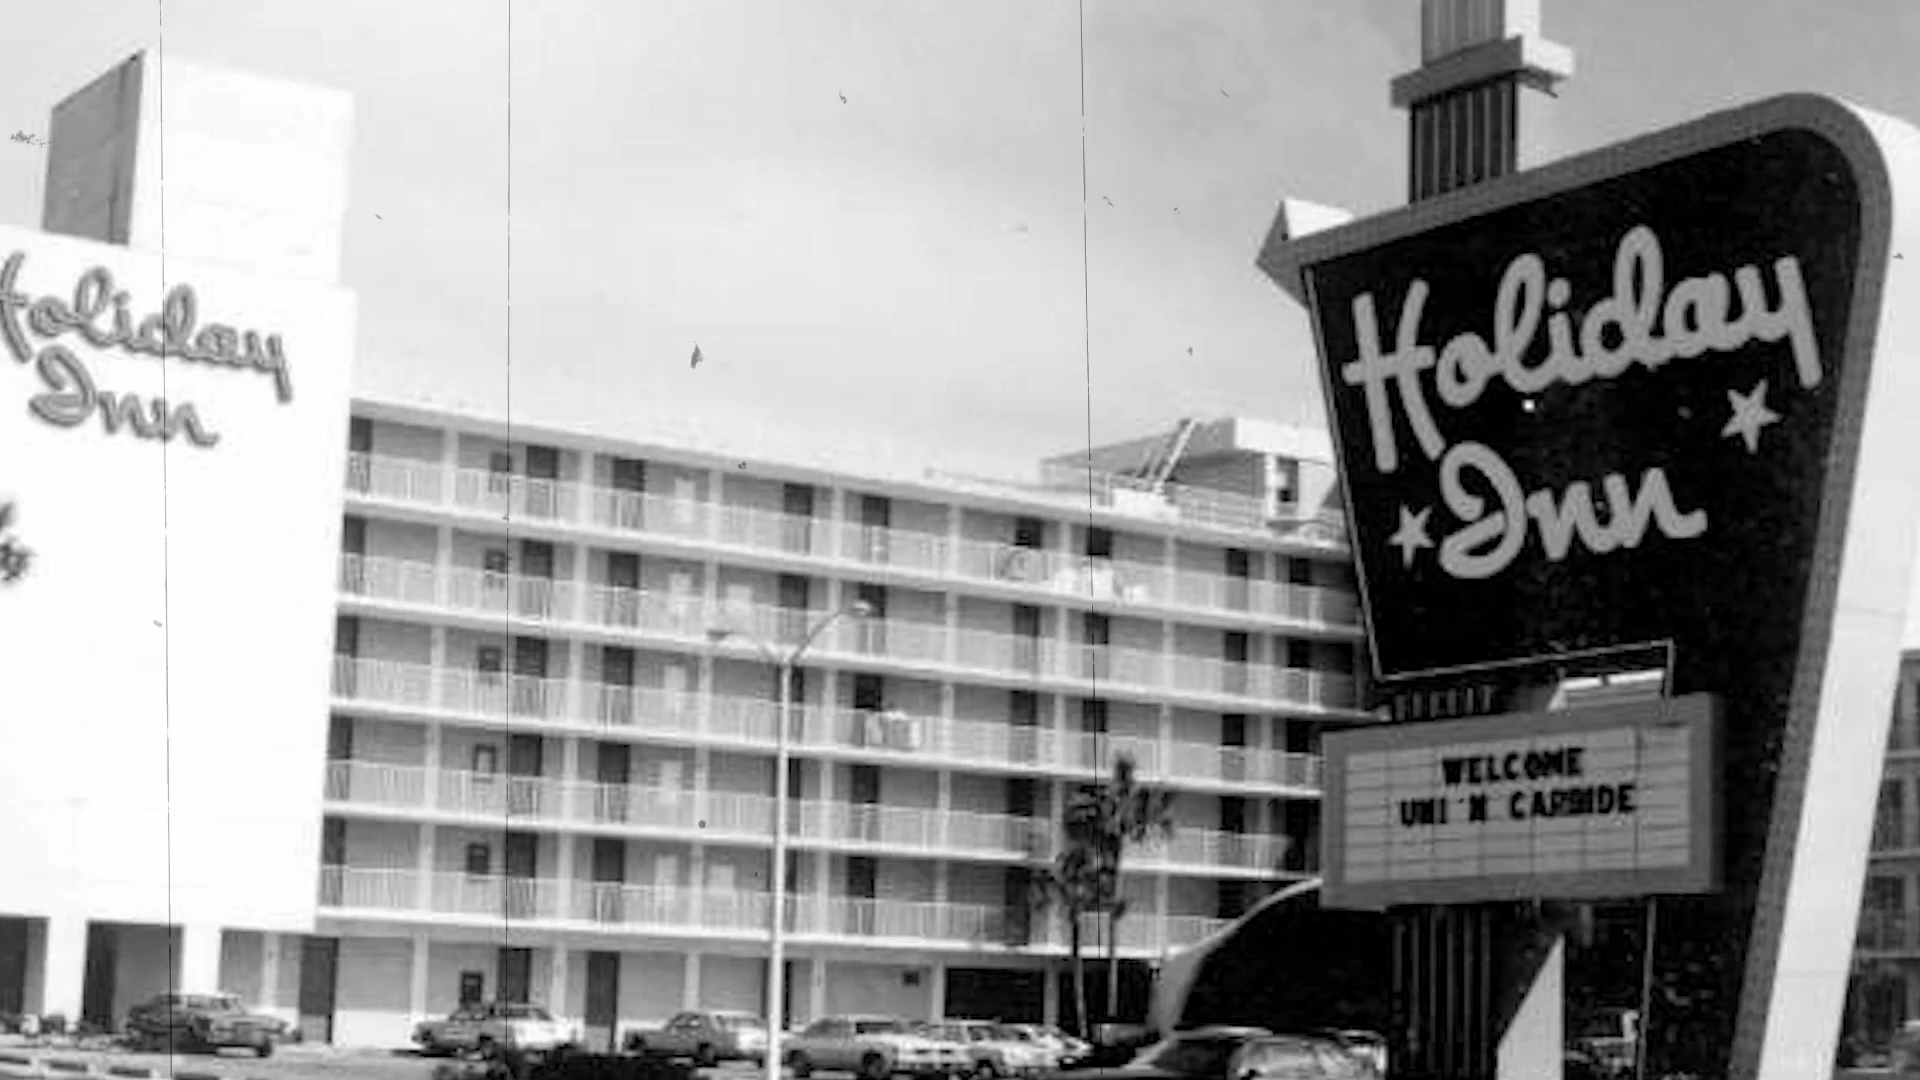 Holiday
Inn
Holiday
Inn
WELCOME
UNI N CARBIDE